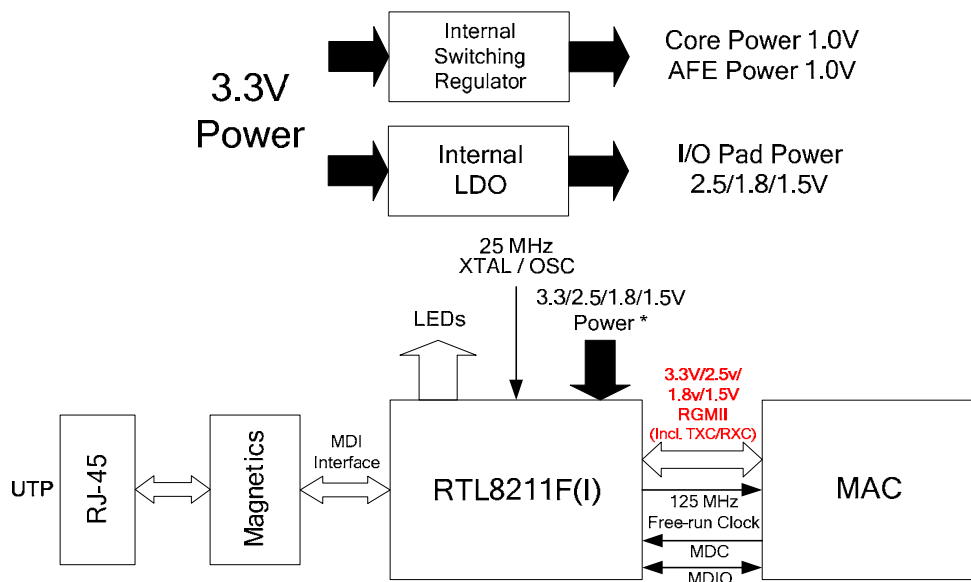 Internal
Switching
Regulator
Core Power 1.0V
AFE Power 1.0V
3.3V
Power
Internal
LDO
I/O Pad Power
2.5/1.8/1.5V
25 MHz
XTAL / OSC
3.3/2.5/1.8/1.5V
Power *
LEDs
3.3V/2.5v/
1.8v/1.5V
RGMII
(Incl. TXC/RXC)
UTP
RJ-45
Magnetics
MDI
Interface
RTL8211F(I)
125 MHz
Free-run Clock
MDC
MDIO
MAC